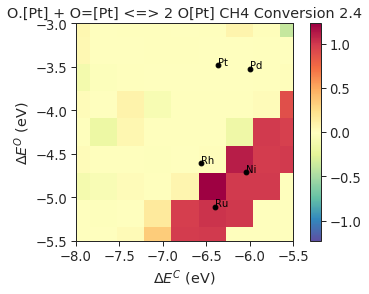 O.[Pt] + O=[Pt] <=> 2 O[Pt] CH4 Conversion 2.4
−3.0
−3.5
−4.0
−4.5
−5.0
−5.5
ΔE^O (eV)
Pt
Pd
Rh
Ni
Ru
−8.0
−7.5
−7.0
−6.5
−6.0
−5.5
ΔE^C (eV)
1.0
0.5
0.0
−0.5
−1.0